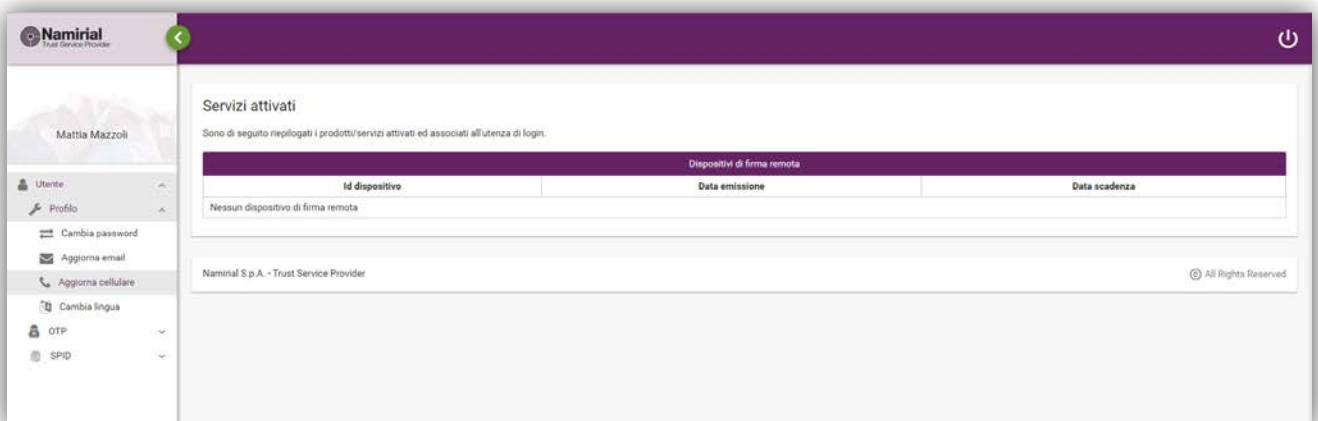 Namirial
Trust Service Provider
Mattia Mazzoli
Utente
Profilo
Cambia password
Aggiorna email
Aggiorna cellulare
Cambia lingua
OTP
SPID
Servizi attivati
Sono di seguito riepilogati i prodotti/servizi attivati ed associati all'utenza di login.
Dispositivi di firma remota
Id dispositivo Data emissione Data scadenza
Nessun dispositivo di firma remota
Namirial S.p.A. - Trust Service Provider © All Rights Reserved